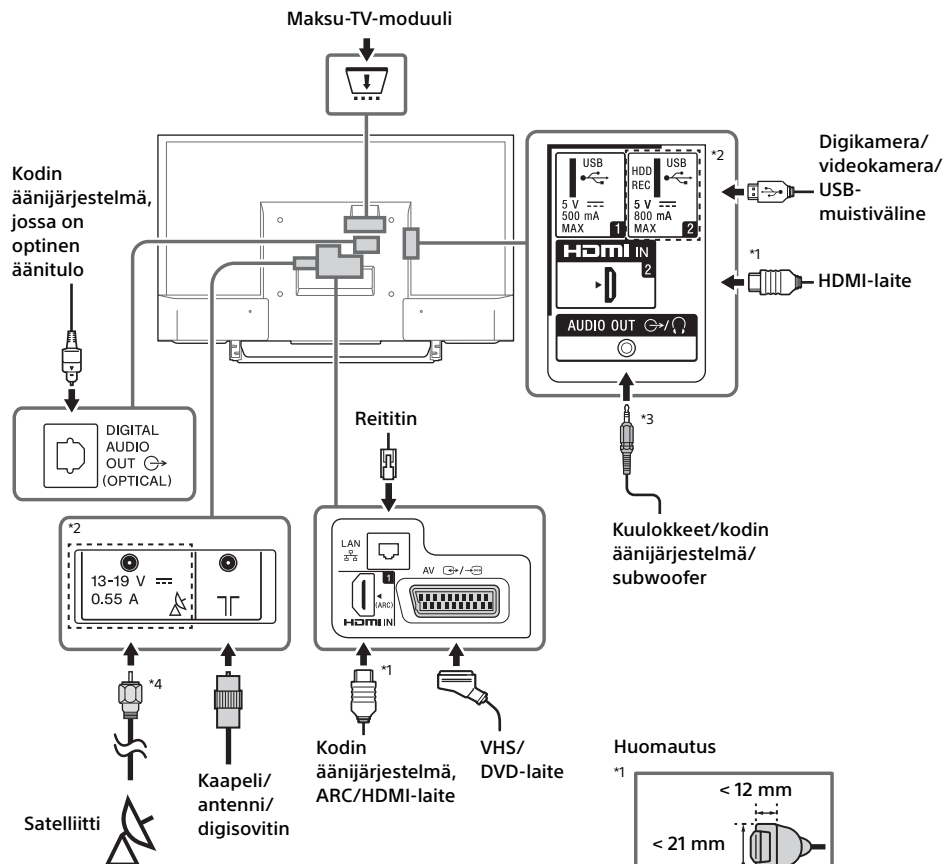 Maksu-TV-moduuli
Kodin
äänijärjestelmä,
jossa on
optinen
äänitulo
DIGITAL
AUDIO
OUT
(OPTICAL)
USB
5 V
500 mA
MAX
1
HDD
REC
USB
5 V
800 mA
MAX
2
*2
HDMI IN
2
AUDIO OUT
Digikamera/
videokamera/
USB-
muistiväline
*1
HDMI-laite
*3
Kuulokkeet/kodin
äänijärjestelmä/
subwoofer
Reititin
LAN
1
(ARC)
HDMI IN
AV
*2
13-19 V
0.55 A
*4
Satelliitti
Kaapeli/
antenni/
digisovitin
*1
Kodin
äänijärjestelmä,
ARC/HDMI-laite
VHS/
DVD-laite
Huomautus
*1
< 12 mm
< 21 mm